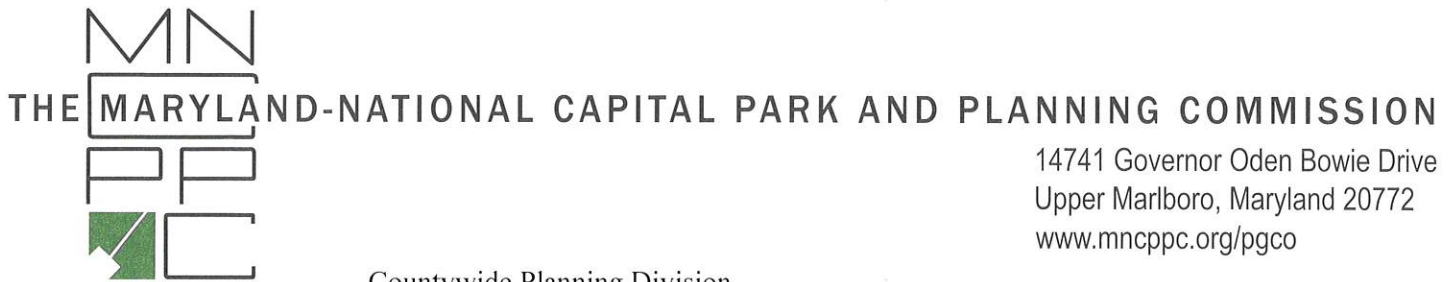 MN
THE MARYLAND-NATIONAL CAPITAL PARK AND PLANNING COMMISSION
PP
C
14741 Governor Oden Bowie Drive
Upper Marlboro, Maryland 20772
www.mncppc.org/pgco
Countywide Planning Division